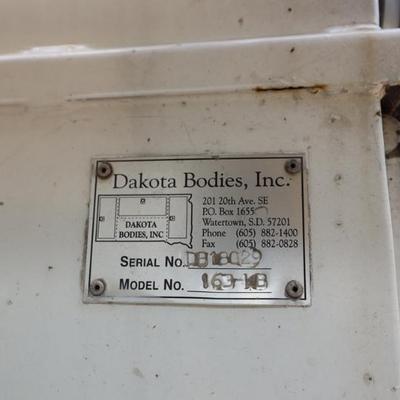 Dakota Bodies, Inc.
201 20th Ave. SE
P.O. Box 1655
Watertown, S.D. 57201
Phone (605) 882-1400
Fax (605) 882-0828
DAKOTA
BODIES, INC
SERIAL NO.
MODEL NO.